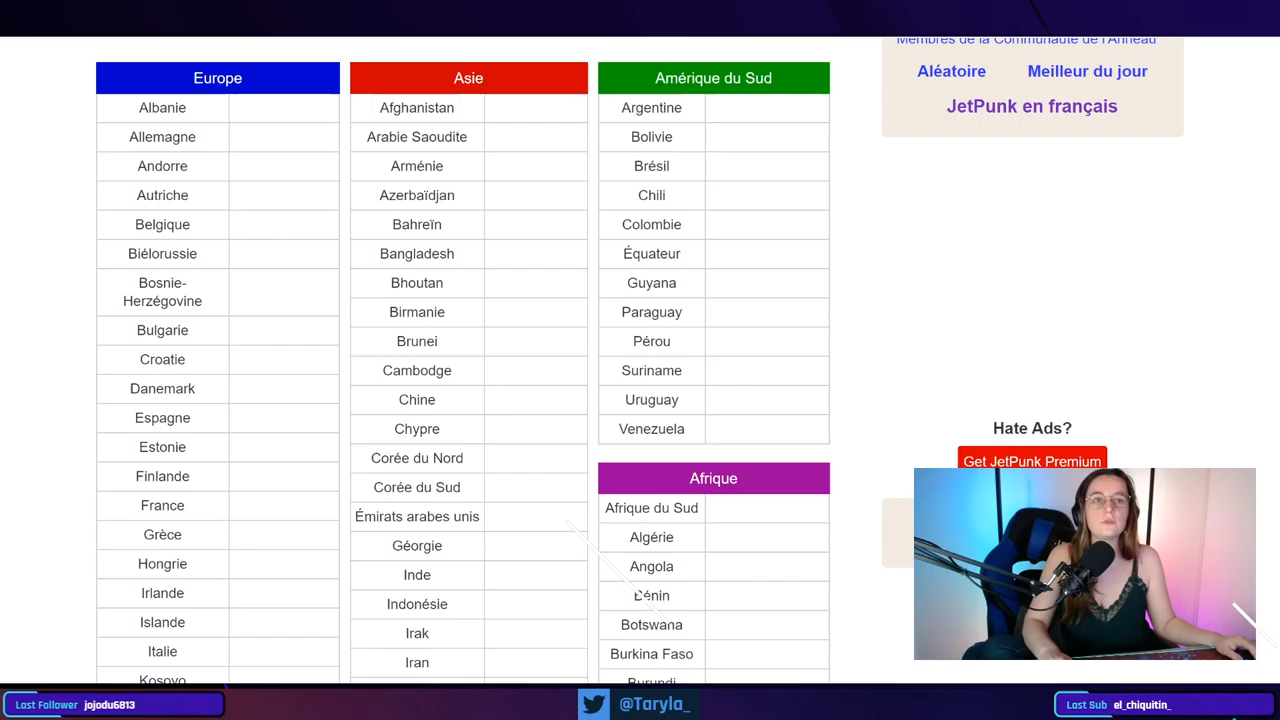 Membres de la Communauté de l'Anneau
Aléatoire
Meilleur du jour
JetPunk en français
Europe
Albanie
Allemagne
Andorre
Autriche
Belgique
Biélorussie
Bosnie-
Herzégovine
Bulgarie
Croatie
Danemark
Espagne
Estonie
Finlande
France
Grèce
Hongrie
Irlande
Islande
Italie
Kosovo
Asie
Afghanistan
Arabie Saoudite
Arménie
Azerbaïdjan
Bahreïn
Bangladesh
Bhoutan
Birmanie
Brunei
Cambodge
Chine
Chypre
Corée du Nord
Corée du Sud
Émirats arabes unis
Géorgie
Inde
Indonésie
Irak
Iran
Amérique du Sud
Argentine
Bolivie
Brésil
Chili
Colombie
Équateur
Guyana
Paraguay
Pérou
Suriname
Uruguay
Venezuela
Afrique
Afrique du Sud
Algérie
Angola
Bénin
Botswana
Burkina Faso
Burundi
Hate Ads?
Get JetPunk Premium
Last Follower jojodu6813
@Taryla_
Last Sub el_chiquitin_